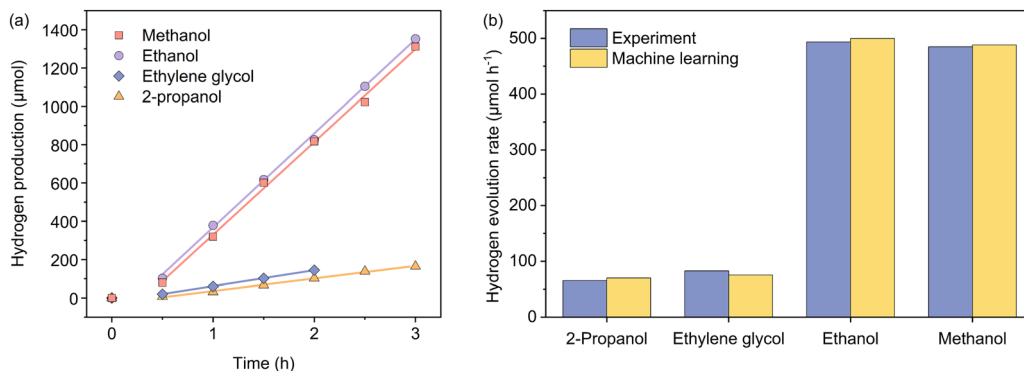 (a)
Methanol
Ethanol
Ethylene glycol
2-propanol
Hydrogen production (μmol)
1400
1200
1000
800
600
400
200
0
0
1
2
3
Time (h)
(b)
Experiment
Machine learning
Hydrogen evolution rate (μmol h⁻¹)
500
400
300
200
100
0
2-Propanol
Ethylene glycol
Ethanol
Methanol